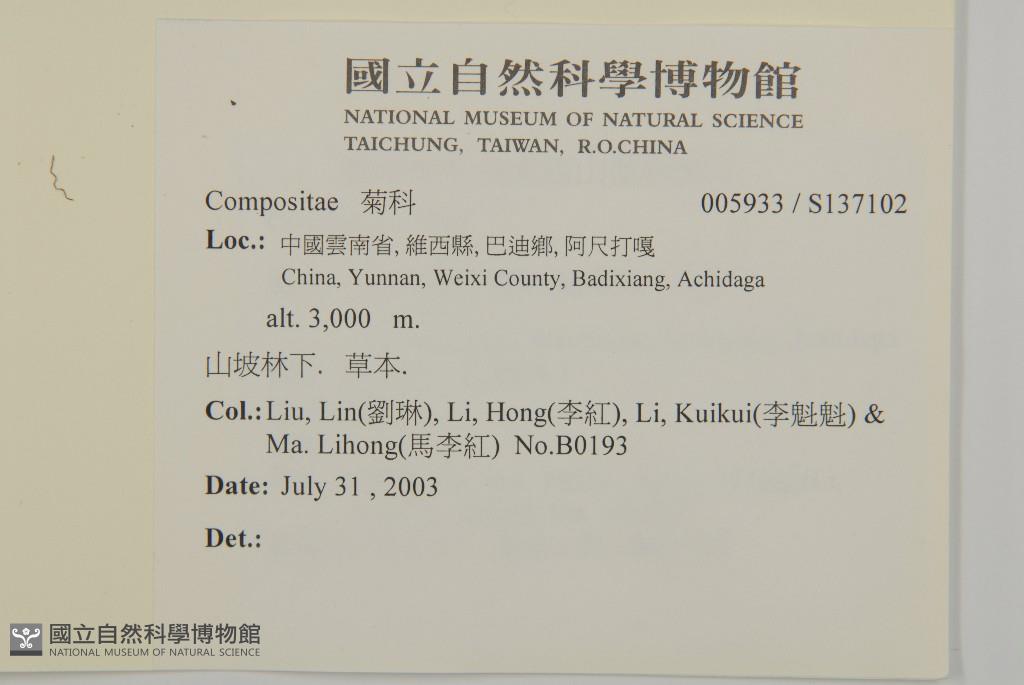 國立自然科學博物館
NATIONAL MUSEUM OF NATURAL SCIENCE
TAICHUNG, TAIWAN, R.O.CHINA
Compositae 菊科 005933 / S137102
Loc.: 中國雲南省, 維西縣, 巴迪鄉, 阿尺打嘎
China, Yunnan, Weixi County, Badixiang, Achidaga
alt. 3,000 m.
山坡林下. 草本.
Col.: Liu, Lin(劉琳), Li, Hong(李紅), Li, Kuikui(李魁魁) &
Ma. Lihong(馬李紅) No.B0193
Date: July 31 , 2003
Det.:
國立自然科學博物館
NATIONAL MUSEUM OF NATURAL SCIENCE